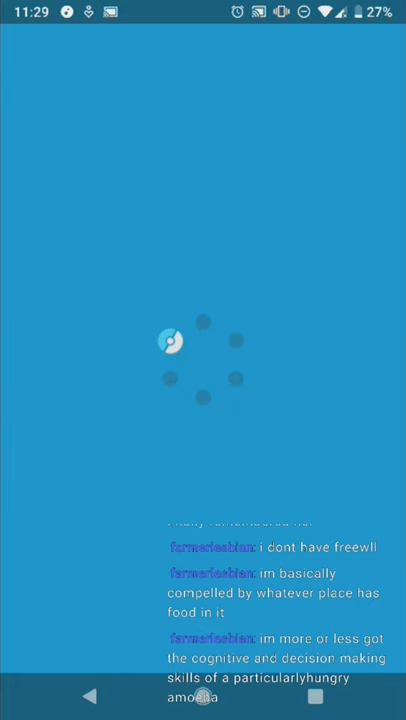 11:29 27%
farmerlesbian: i dont have freewll
farmerlesbian: im basically
compelled by whatever place has
food in it
farmerlesbian: im more or less got
the cognitive and decision making
skills of a particularlyhungry
amoeba